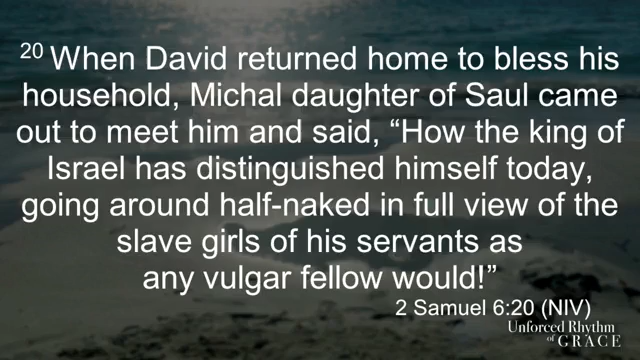 20 When David returned home to bless his
household, Michal daughter of Saul came
out to meet him and said, “How the king of
Israel has distinguished himself today,
going around half-naked in full view of the
slave girls of his servants as
any vulgar fellow would!”
2 Samuel 6:20 (NIV)
Unforced Rhythm
of GRACE